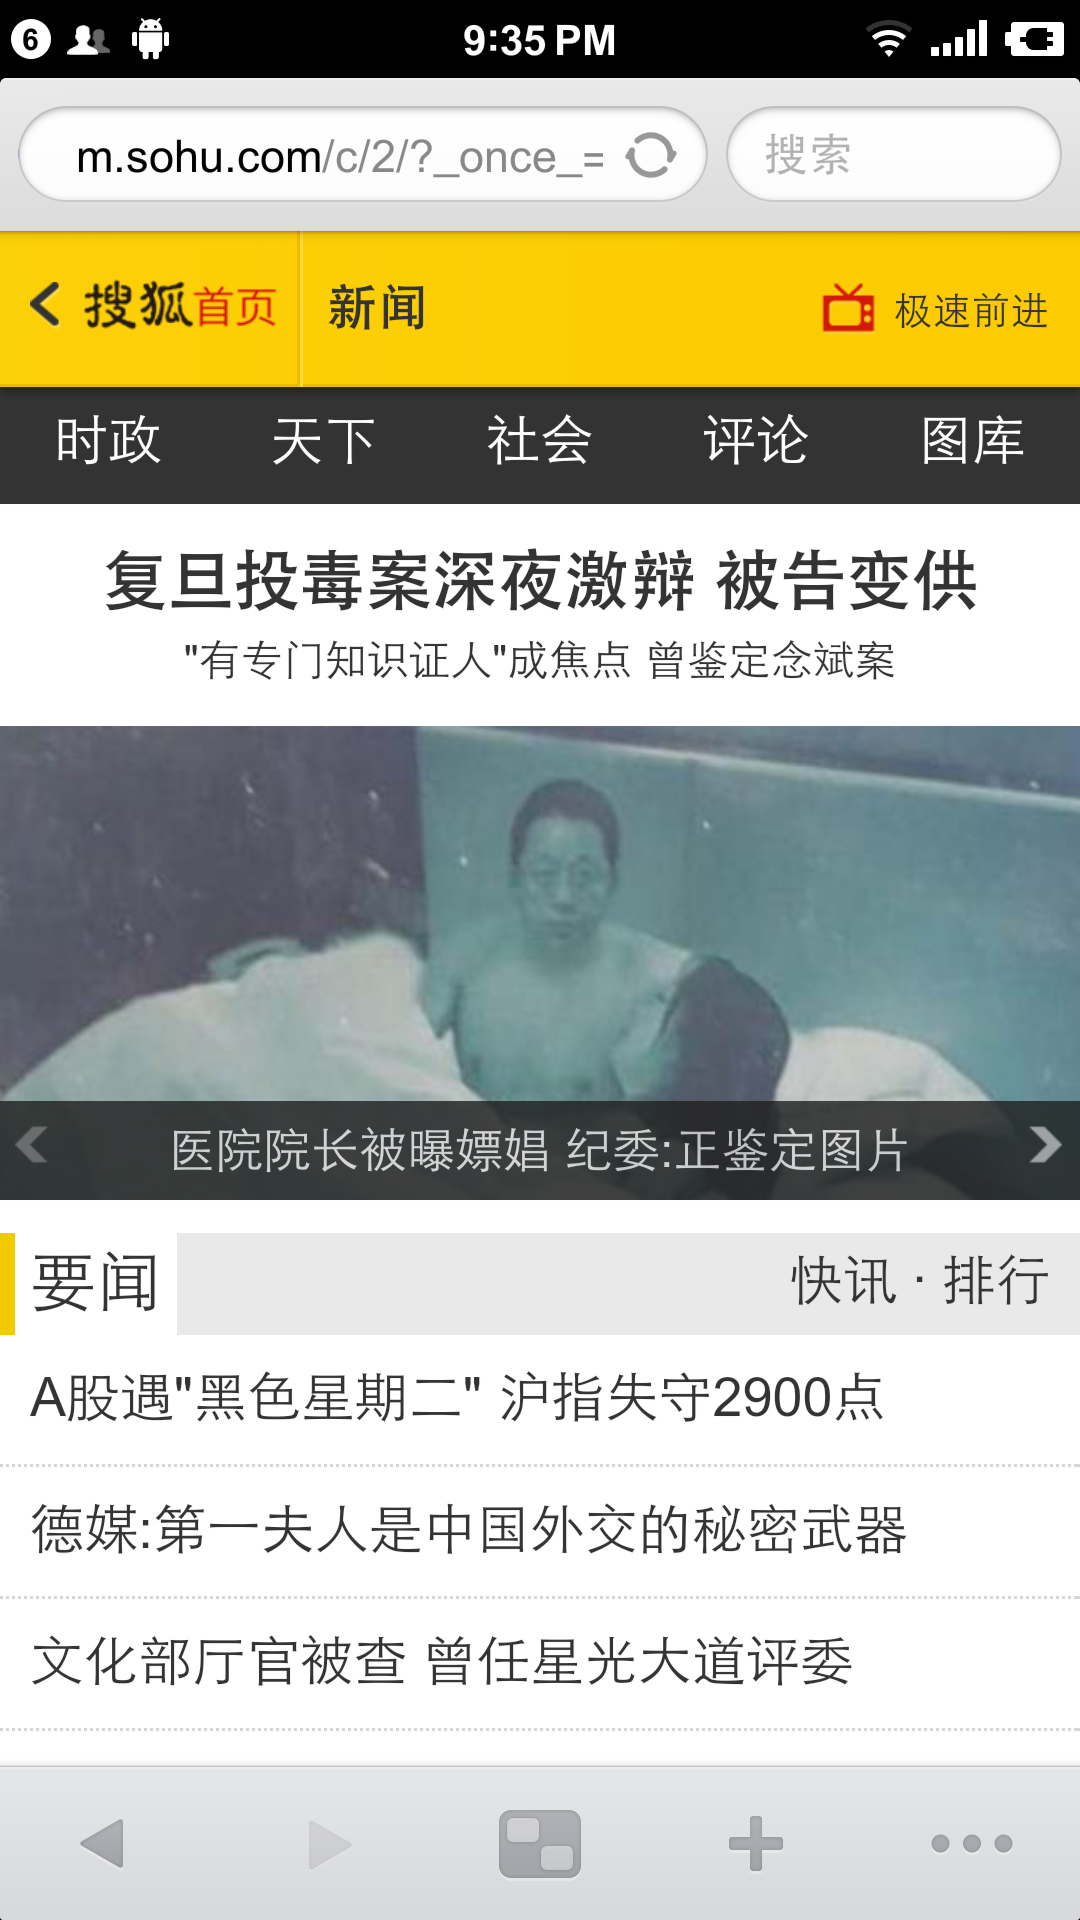 6
9:35 PM
m.sohu.com/c/2/?_once_=
搜索
搜狐首页
新闻
极速前进
时政 天下 社会 评论 图库
复旦投毒案深夜激辩 被告变供
"有专门知识证人"成焦点 曾鉴定念斌案
医院院长被曝嫖娼 纪委:正鉴定图片
要闻
快讯 · 排行
A股遇"黑色星期二" 沪指失守2900点
德媒:第一夫人是中国外交的秘密武器
文化部厅官被查 曾任星光大道评委